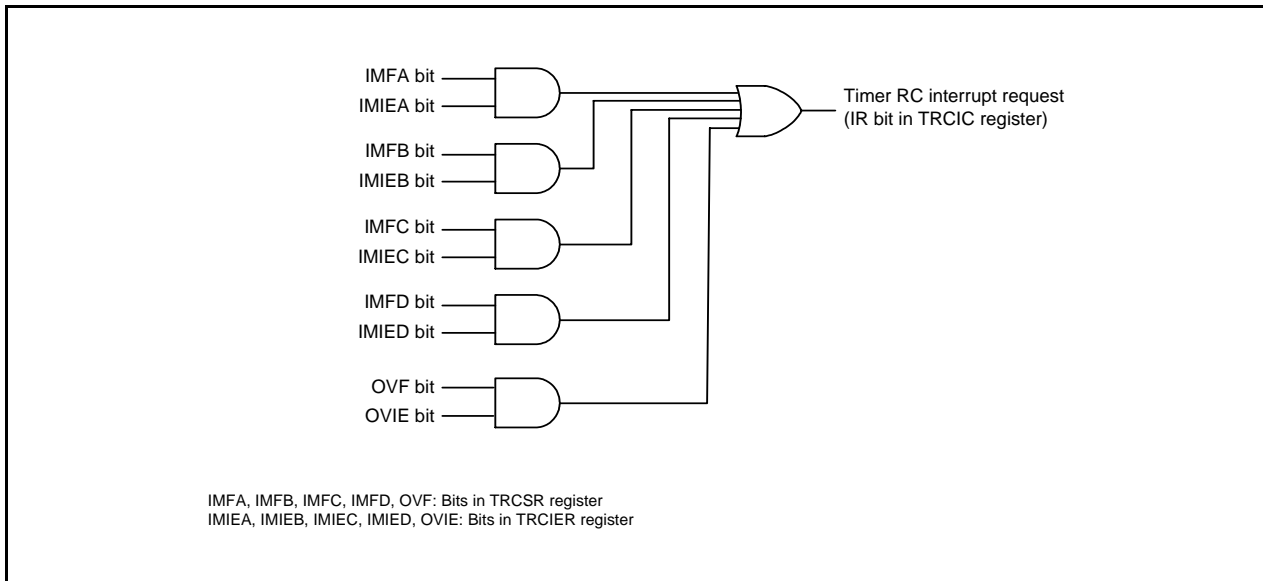 IMFA bit
IMIEA bit
IMFB bit
IMIEB bit
IMFC bit
IMIEC bit
IMFD bit
IMIED bit
OVF bit
OVIE bit
Timer RC interrupt request
(IR bit in TRCIC register)
IMFA, IMFB, IMFC, IMFD, OVF: Bits in TRCSR register
IMIEA, IMIEB, IMIEC, IMIED, OVIE: Bits in TRCIER register